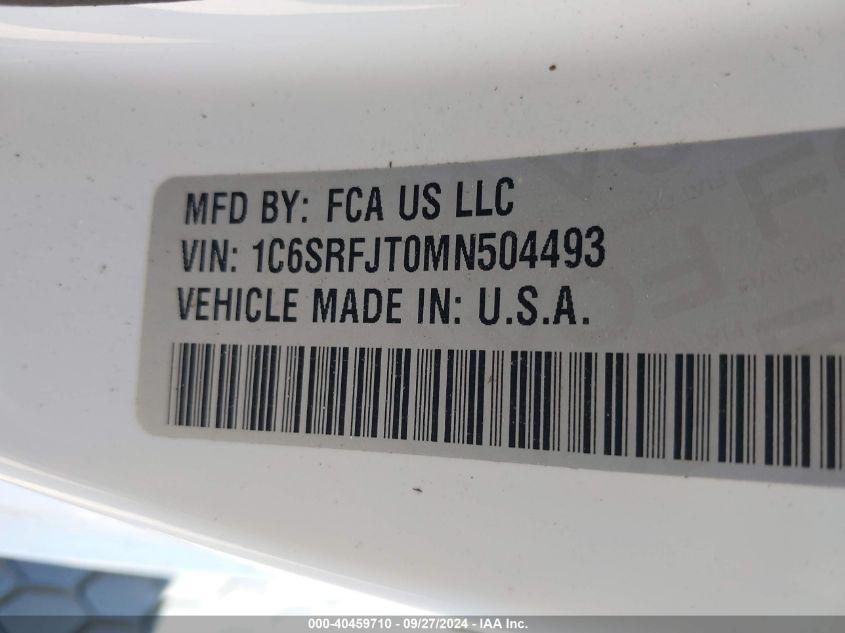 MFD BY: FCA US LLC
VIN: 1C6SRFJT0MN504493
VEHICLE MADE IN: U.S.A.
000-40459710 - 09/27/2024 - IAA Inc.